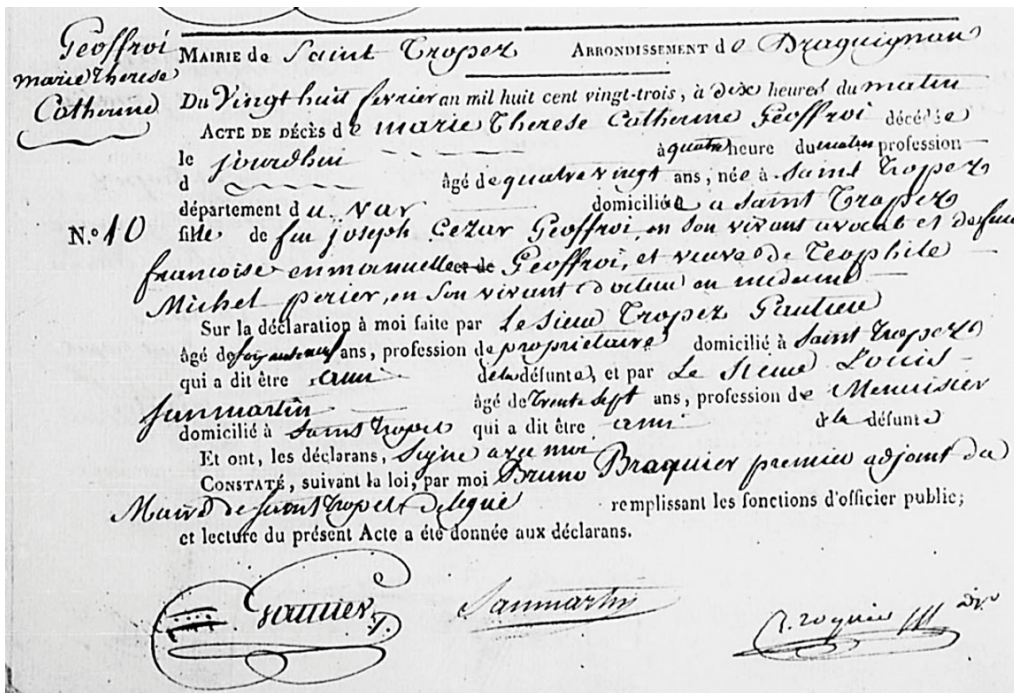 Geoffroi
marie Therese
Catherine
N.º 10
MAIRIE de Saint Tropez ARRONDISSEMENT de Draguignan
Du Vingt huit fevrier an mil huit cent vingt-trois, à dix heures du matin
ACTE DE DÉCÈS de marie Therese Catherine Geoffroi décédée
le jourdhui à quatre heure du matin profession
d âgé de quatre vingt ans, née à Saint Tropez
département du var domiciliée a Saint Tropez
fille de feu joseph Cezar Geoffroi, en son vivant avocat et de feue
francoise emmanuelle et de Geoffroi, et veuve de Teophile
Michel perier, en son vivant Docteur en medecine
Sur la déclaration à moi faite par Le Sieur Tropez Gautier
âgé de ans, profession de proprietaire domicilié à Saint Tropez
qui a dit être ami de la défunte, et par Le Sieur Louis
Sanmartin âgé de trente sept ans, profession de Menuisier
domicilié à Saint Tropez qui a dit être ami de la défunte
Et ont, les déclarans, Signé avec moi
CONSTATÉ, suivant la loi, par moi Bruno Braquier premier adjoint du
Maire de Saint Tropez Delegué remplissant les fonctions d'officier public;
et lecture du présent Acte a été donnée aux déclarans.
Gautier Sanmartin